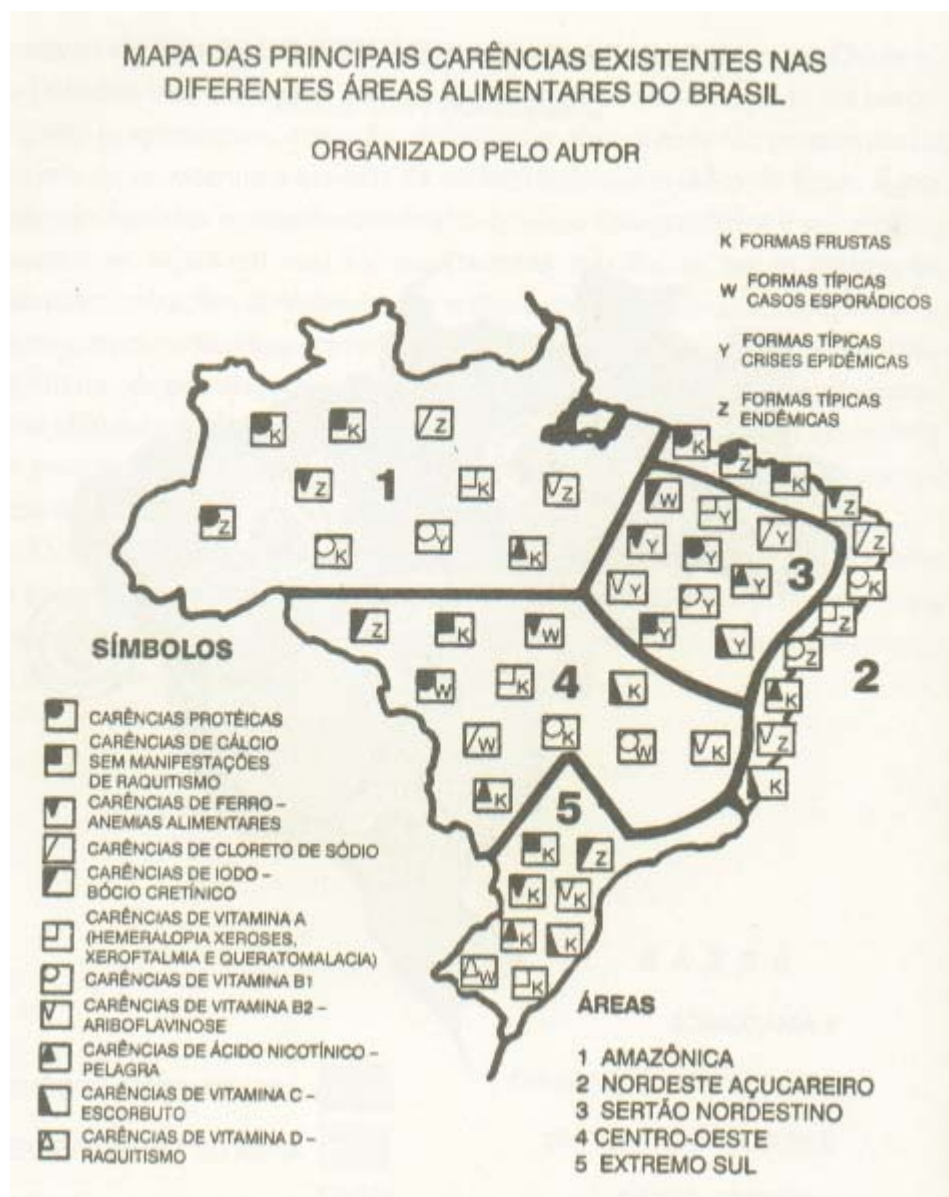 MAPA DAS PRINCIPAIS CARÊNCIAS EXISTENTES NAS
DIFERENTES ÁREAS ALIMENTARES DO BRASIL
ORGANIZADO PELO AUTOR
K FORMAS FRUSTAS
W FORMAS TÍPICAS
CASOS ESPORÁDICOS
Y FORMAS TÍPICAS
CRISES EPIDÊMICAS
Z FORMAS TÍPICAS
ENDÊMICAS
K K Z
K Z K
1
Z K Z
Z K Y K
W Y Y Z Z
Y Y Y 3
Y Y K
Y Y Z
Z
2
K
Z
K
Z K W
W K 4 K
W K W K
K
5
K Z
K K
K K
W K
SÍMBOLOS
CARÊNCIAS PROTÉICAS
CARÊNCIAS DE CÁLCIO
SEM MANIFESTAÇÕES
DE RAQUITISMO
CARÊNCIAS DE FERRO –
ANEMIAS ALIMENTARES
CARÊNCIAS DE CLORETO DE SÓDIO
CARÊNCIAS DE IODO –
BÓCIO CRETÍNICO
CARÊNCIAS DE VITAMINA A
(HEMERALOPIA XEROSES,
XEROFTALMIA E QUERATOMALACIA)
CARÊNCIAS DE VITAMINA B1
CARÊNCIAS DE VITAMINA B2 –
ARIBOFLAVINOSE
CARÊNCIAS DE ÁCIDO NICOTÍNICO –
PELAGRA
CARÊNCIAS DE VITAMINA C –
ESCORBUTO
CARÊNCIAS DE VITAMINA D –
RAQUITISMO
ÁREAS
1 AMAZÔNICA
2 NORDESTE AÇUCAREIRO
3 SERTÃO NORDESTINO
4 CENTRO-OESTE
5 EXTREMO SUL